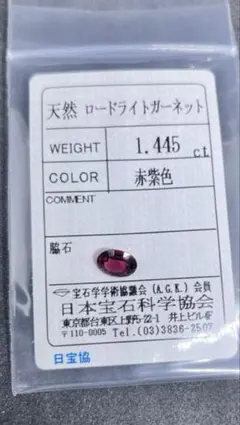 天然 ロードライトガーネット
WEIGHT 1.445 ct
COLOR 赤紫色
COMMENT
脇石
宝石学学術協議会 (A.G.K.) 会員
日本宝石科学協会
東京都台東区上野5-22-1 井上ビル4F
〒110-0005 Tel.(03)3836-2507
日宝協